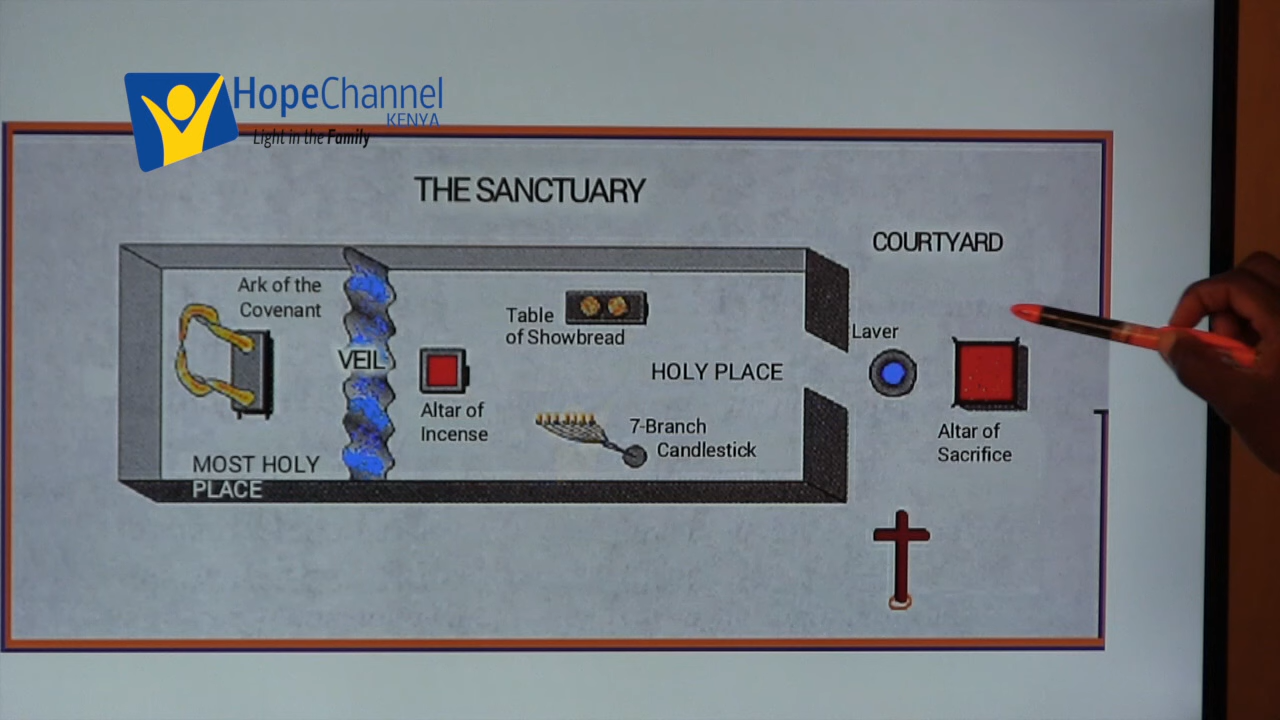 HopeChannel
KENYA
Light in the Family
THE SANCTUARY
COURTYARD
Ark of the
Covenant
Table
of Showbread
Laver
VEIL
HOLY PLACE
Altar of
Incense
7-Branch
Candlestick
Altar of
Sacrifice
MOST HOLY
PLACE